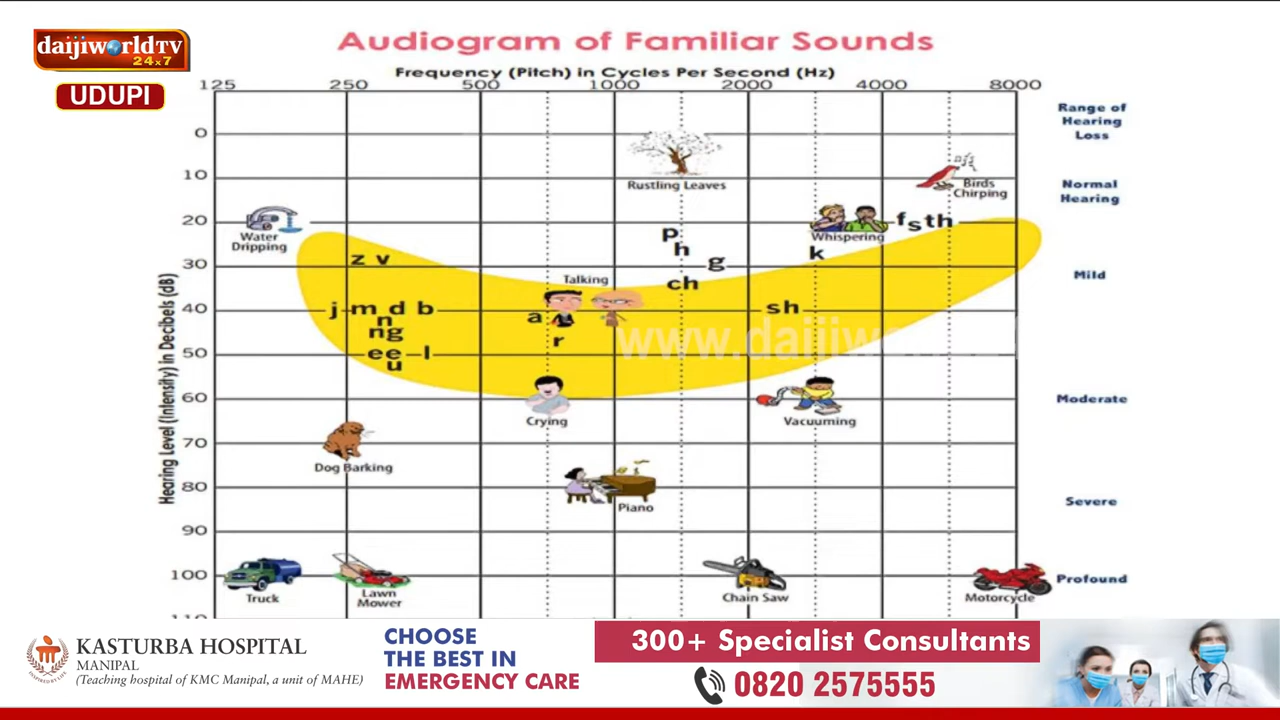 daijiworldTV
24x7
UDUPI
Audiogram of Familiar Sounds
Frequency (Pitch) in Cycles Per Second (Hz)
125 250 500 1000 2000 4000 8000
Hearing Level (Intensity) in Decibels (dB)
0
10
20
30
40
50
60
70
80
90
100
110
Range of
Hearing
Loss
Normal
Hearing
Mild
Moderate
Severe
Profound
Rustling Leaves
Birds
Chirping
Water
Dripping
Whispering
f s th
p
h
g
ch
k
z v
Talking
j m d b
n
ng
ee l
u
a
r
sh
Crying
Vacuuming
Dog Barking
Piano
Truck
Lawn
Mower
Chain Saw
Motorcycle
KASTURBA HOSPITAL
MANIPAL
(Teaching hospital of KMC Manipal, a unit of MAHE)
CHOOSE
THE BEST IN
EMERGENCY CARE
300+ Specialist Consultants
0820 2575555